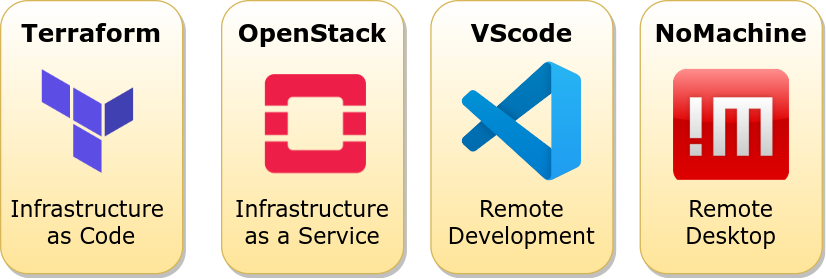 Terraform
Infrastructure
as Code
OpenStack
Infrastructure
as a Service
VScode
Remote
Development
NoMachine
!M
Remote
Desktop